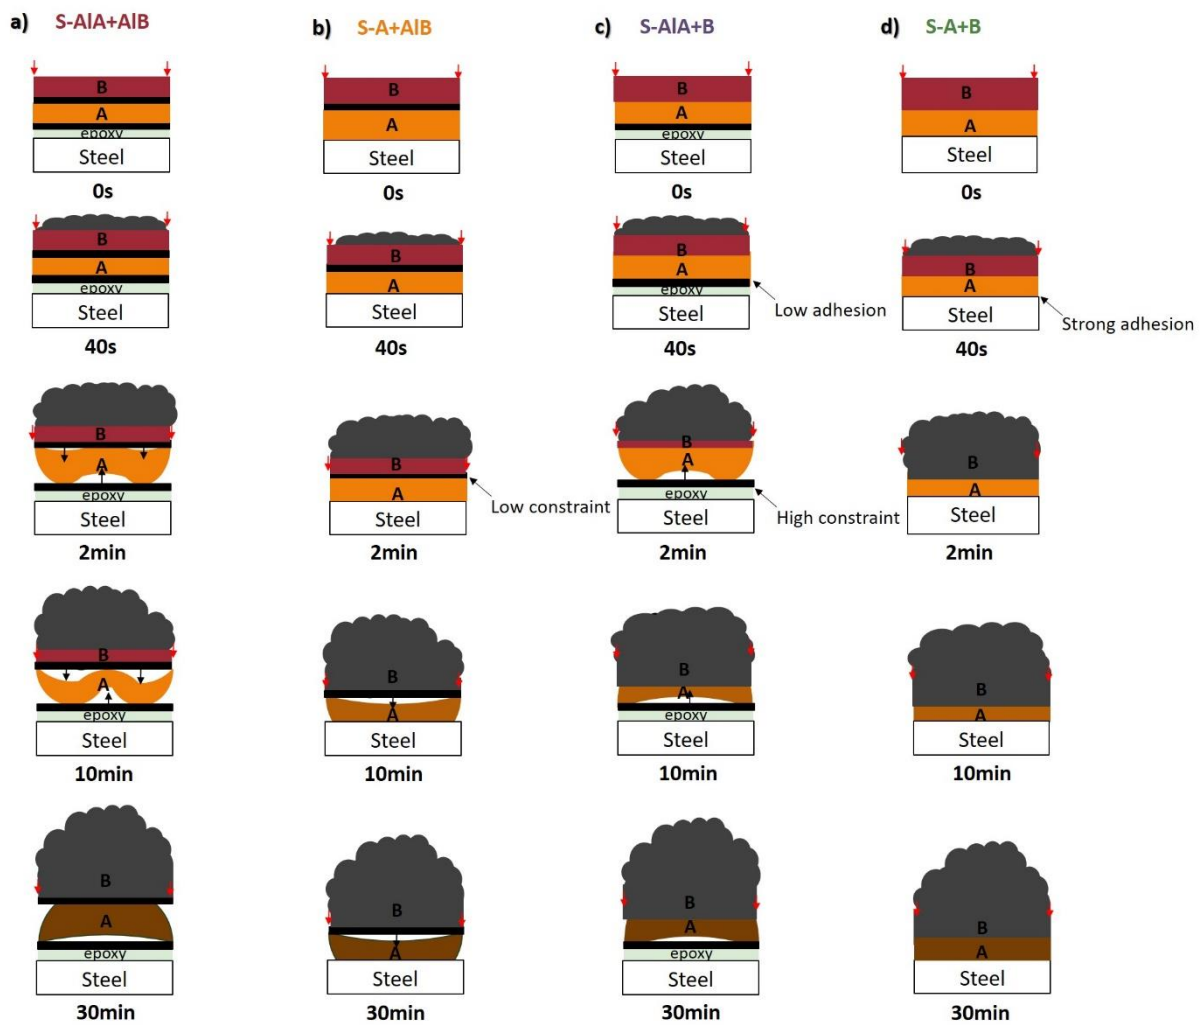 a) S-AlA+AlB
b) S-A+AlB
c) S-AlA+B
d) S-A+B
B
A
epoxy
Steel
0s
B
A
Steel
0s
B
A
epoxy
Steel
0s
B
A
Steel
0s
B
A
epoxy
Steel
40s
B
A
Steel
40s
B
A
epoxy
Steel
Low adhesion
40s
B
A
Steel
Strong adhesion
40s
B
A
epoxy
Steel
2min
B
A
Steel
Low constraint
2min
B
A
epoxy
Steel
High constraint
2min
B
A
Steel
2min
B
A
epoxy
Steel
10min
B
A
Steel
10min
B
A
epoxy
Steel
10min
B
A
Steel
10min
B
A
epoxy
Steel
30min
B
A
Steel
30min
B
A
epoxy
Steel
30min
B
A
Steel
30min